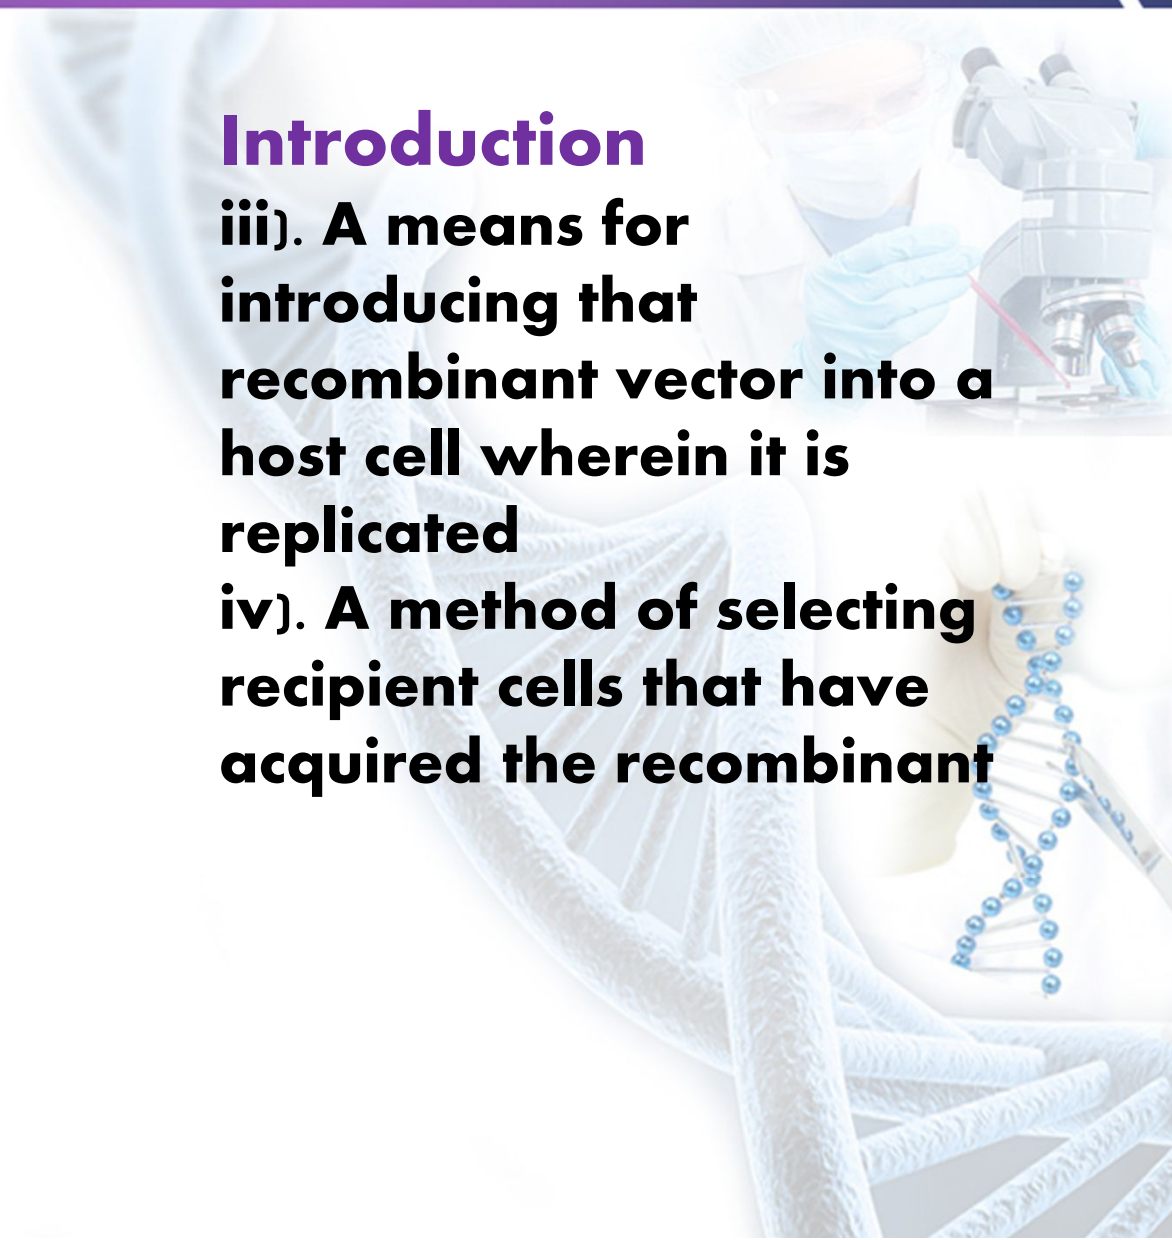 Introduction
iii). A means for
introducing that
recombinant vector into a
host cell wherein it is
replicated
iv). A method of selecting
recipient cells that have
acquired the recombinant